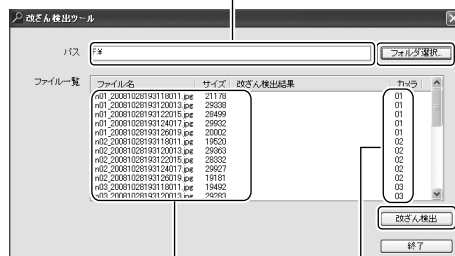 改ざん検出ツール
パス F¥ フォルダ選択...
ファイル一覧 ファイル名 サイズ 改ざん検出結果 カメラ
n01_20081028193118011.jpg 21178 01
n01_20081028193120013.jpg 29338 01
n01_20081028193122015.jpg 28499 01
n01_20081028193124017.jpg 29932 01
n01_20081028193126019.jpg 20002 01
n02_20081028193118011.jpg 19520 02
n02_20081028193120013.jpg 29363 02
n02_20081028193122015.jpg 28332 02
n02_20081028193124017.jpg 29927 02
n02_20081028193126019.jpg 19181 02
n03_20081028193118011.jpg 19492 03
n03_20081028193120013.jpg 29283 03
改ざん検出
終了